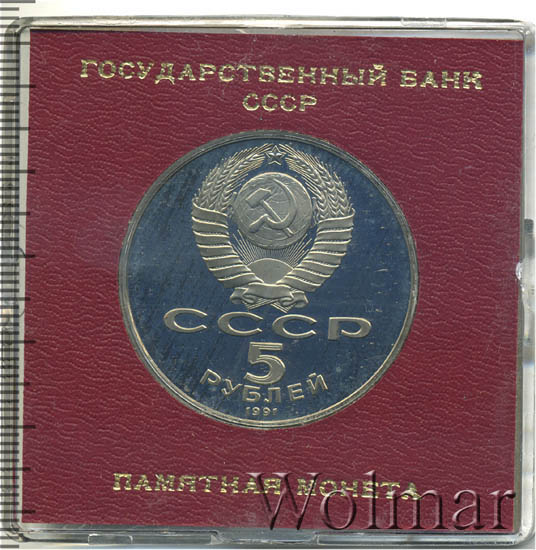 ГОСУДАРСТВЕННЫЙ БАНК
СССР
СССР
5
РУБЛЕЙ
1991
ПАМЯТНАЯ МОНЕТА
Wolmar